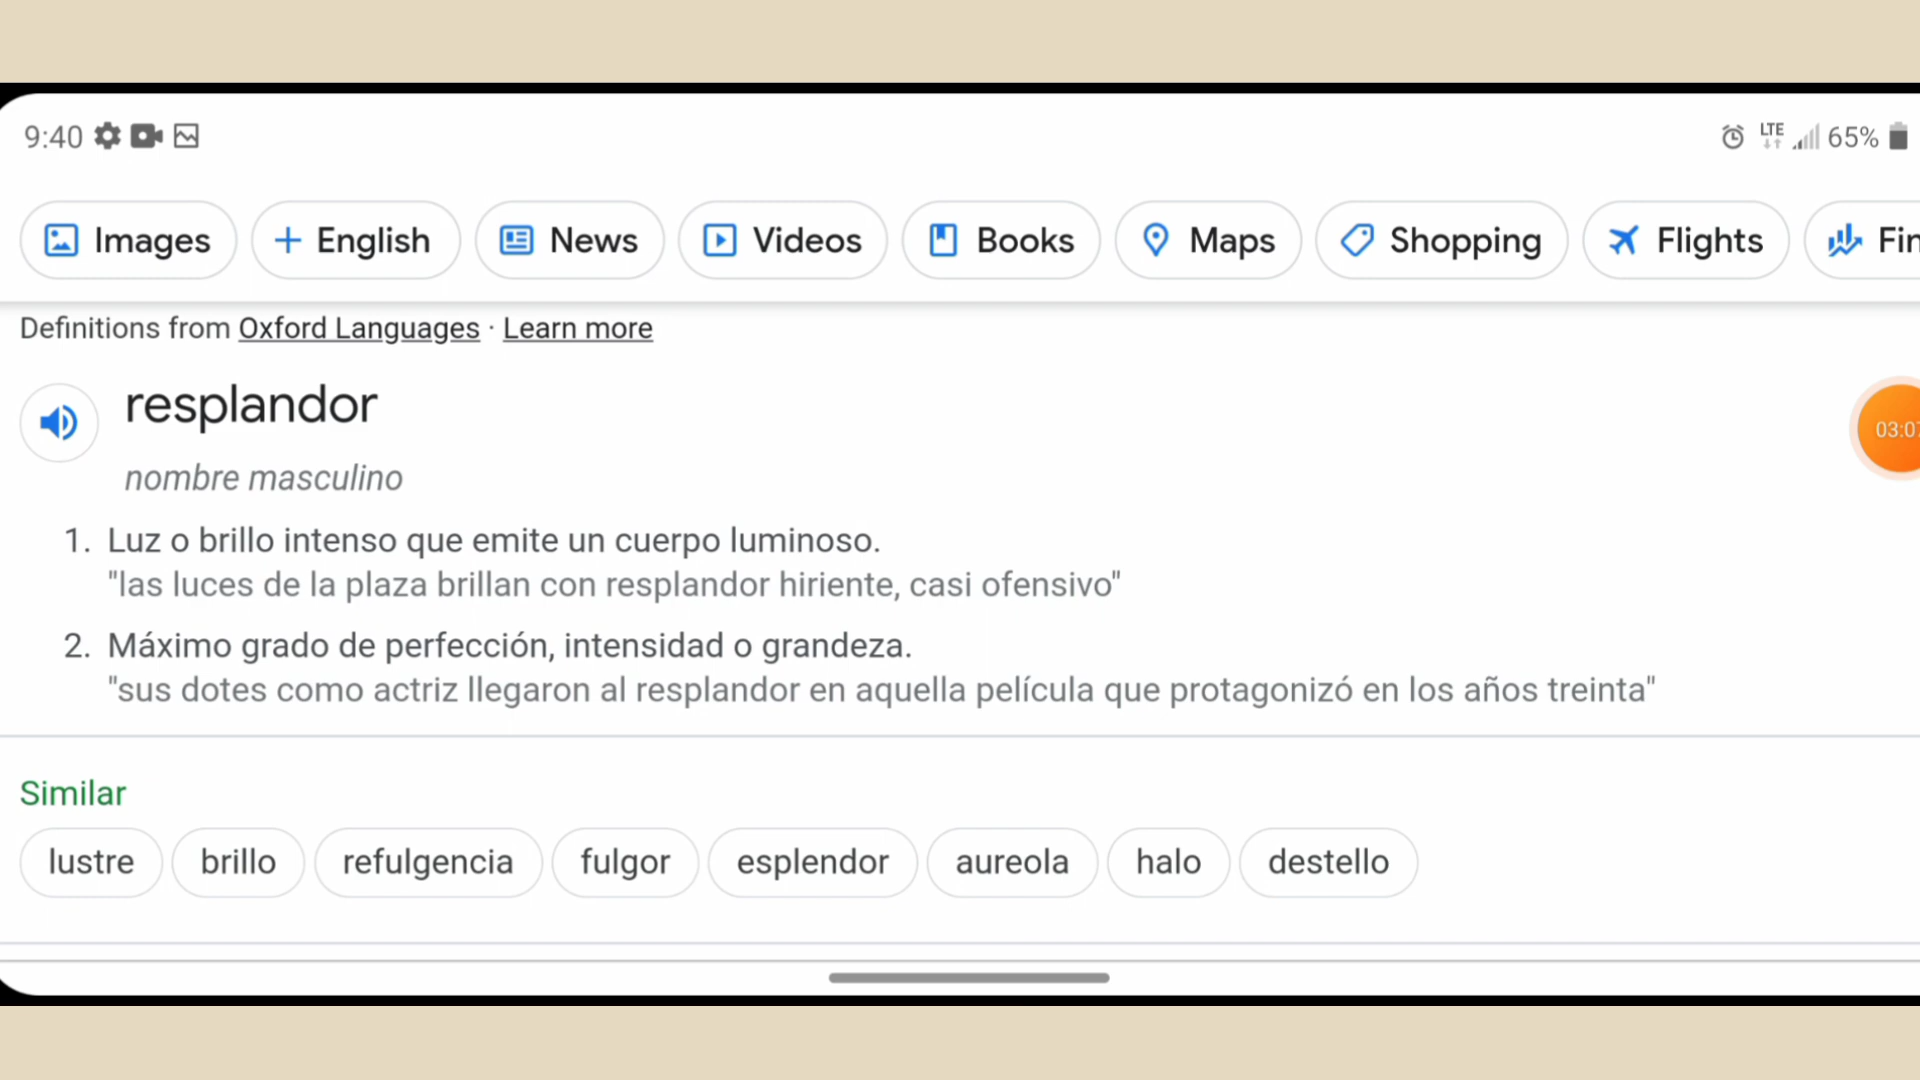 9:40 LTE 65%
Images English News Videos Books Maps Shopping Flights Fin
Definitions from Oxford Languages · Learn more
resplandor
03:07
nombre masculino
1. Luz o brillo intenso que emite un cuerpo luminoso.
"las luces de la plaza brillan con resplandor hiriente, casi ofensivo"
2. Máximo grado de perfección, intensidad o grandeza.
"sus dotes como actriz llegaron al resplandor en aquella película que protagonizó en los años treinta"
Similar
lustre brillo refulgencia fulgor esplendor aureola halo destello